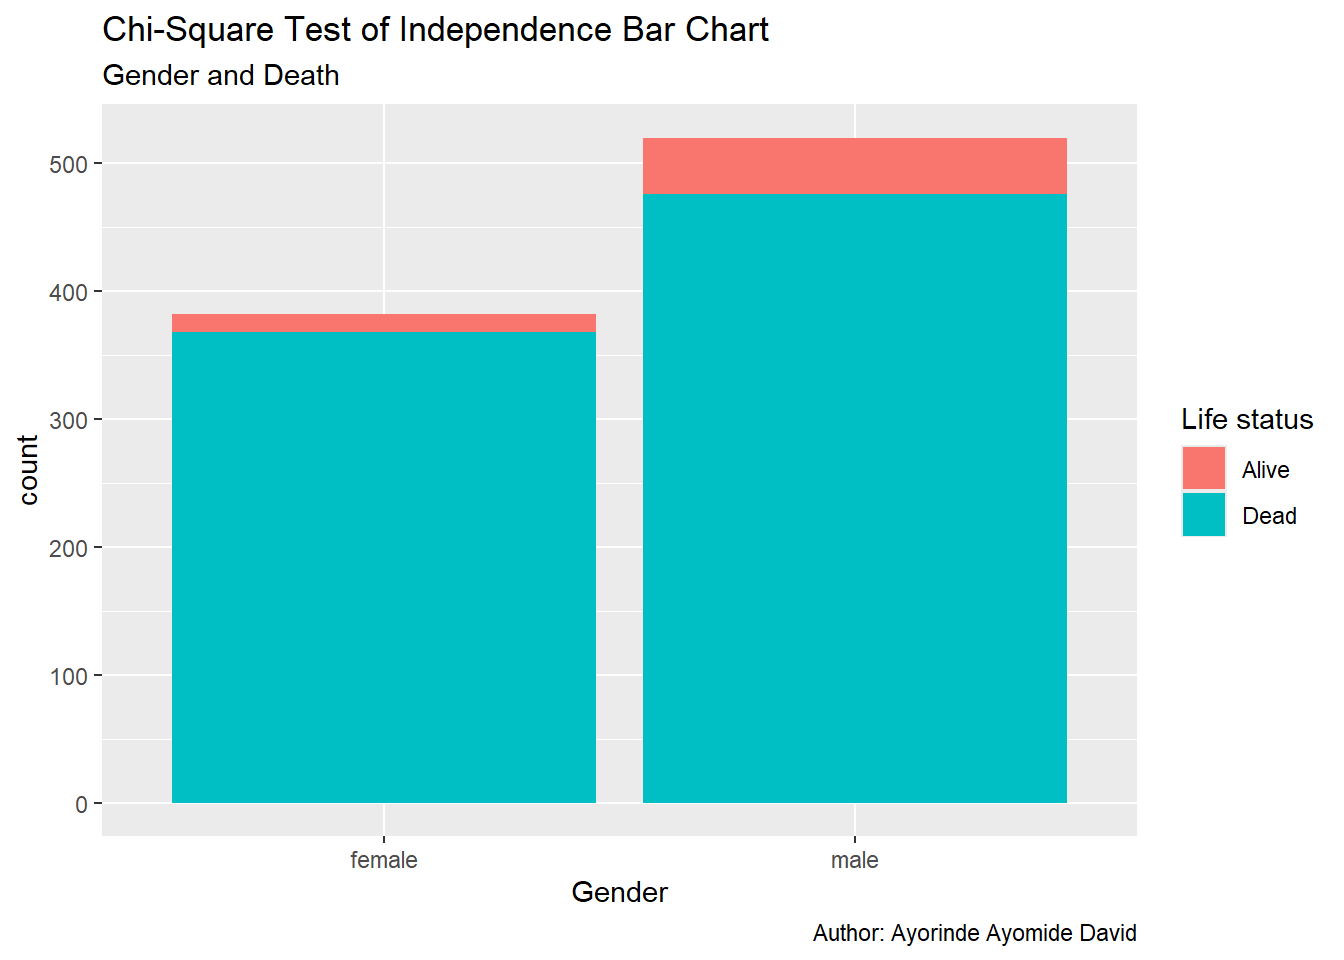 Chi-Square Test of Independence Bar Chart
Gender and Death
500
400
300
200
100
0
count
female
male
Gender
Life status
Alive
Dead
Author: Ayorinde Ayomide David